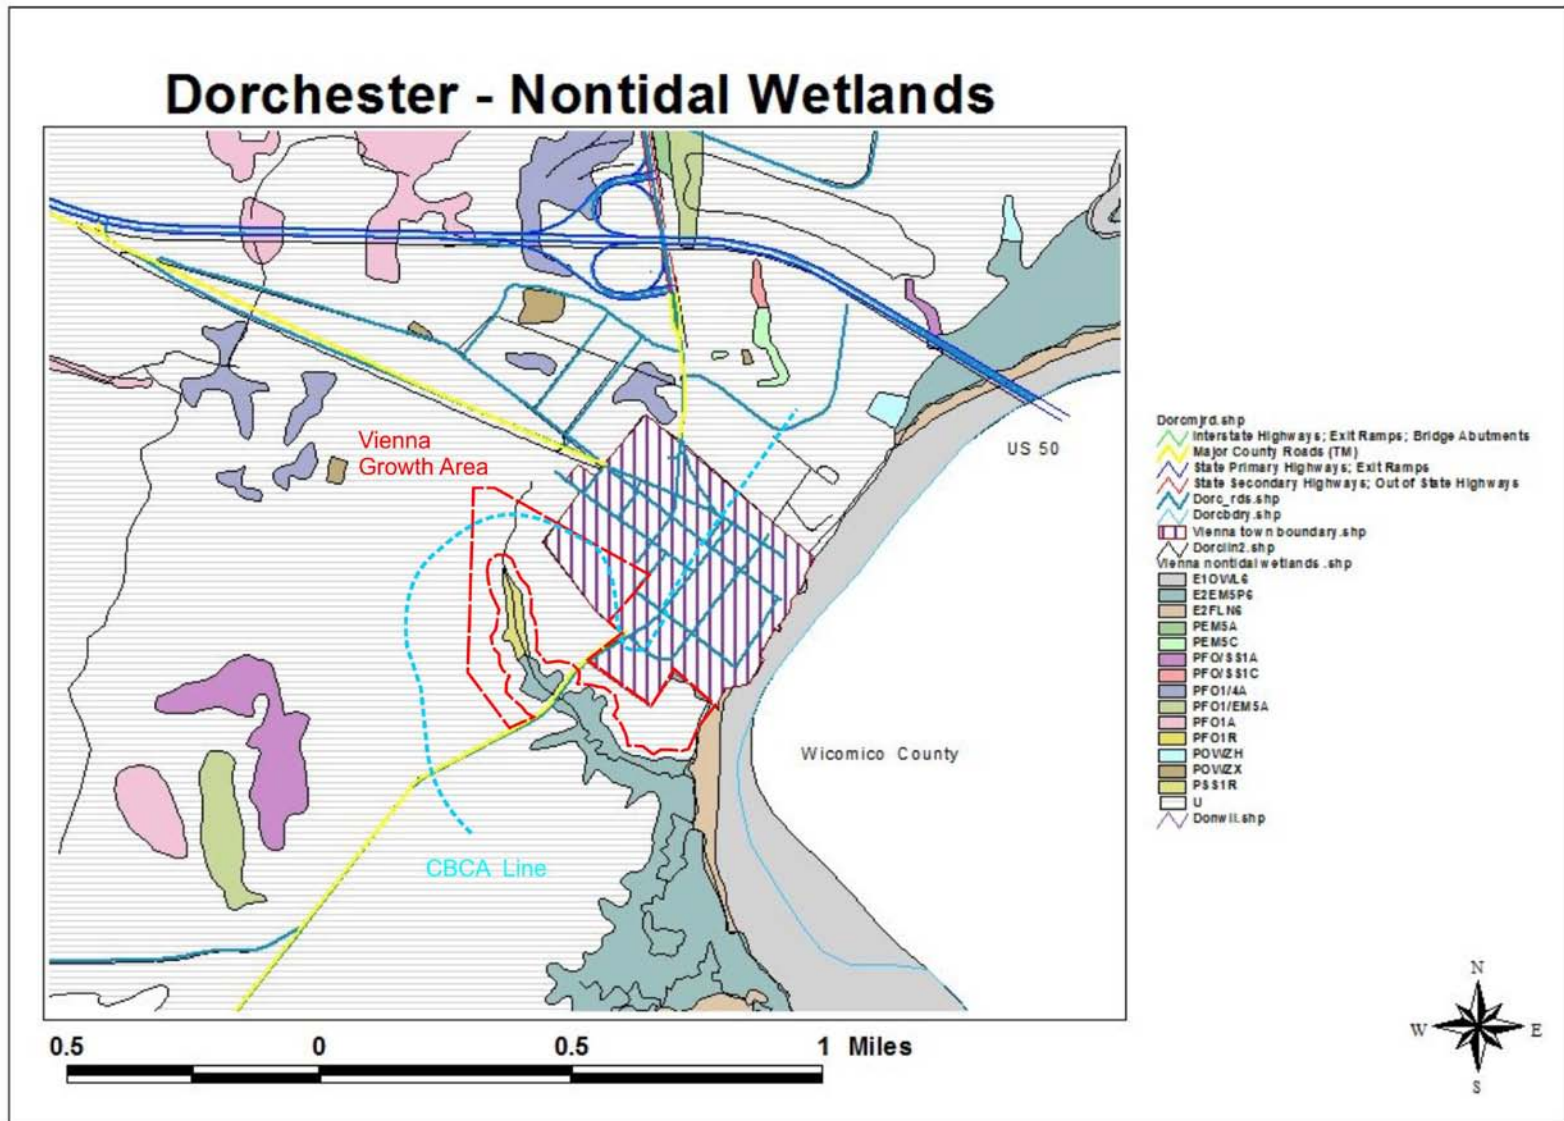 Dorchester - Nontidal Wetlands
Vienna
Growth Area
US 50
Wicomico County
CBCA Line
Dorcmjrd.shp
Interstate Highways; Exit Ramps; Bridge Abutments
Major County Roads (TM)
State Primary Highways; Exit Ramps
State Secondary Highways; Out of State Highways
Dorc_rds.shp
Dorcbdry.shp
Vienna town boundary.shp
Dorclin2.shp
Vienna nontidal wetlands .shp
E1OWL6
E2EM5P6
E2FLN6
PEM5A
PEM5C
PFO/SS1A
PFO/SS1C
PFO1/4A
PFO1/EM5A
PFO1A
PFO1R
POWZH
POWZX
PSS1R
U
Donwll.shp
0.5 0 0.5 1 Miles
N
W E
S